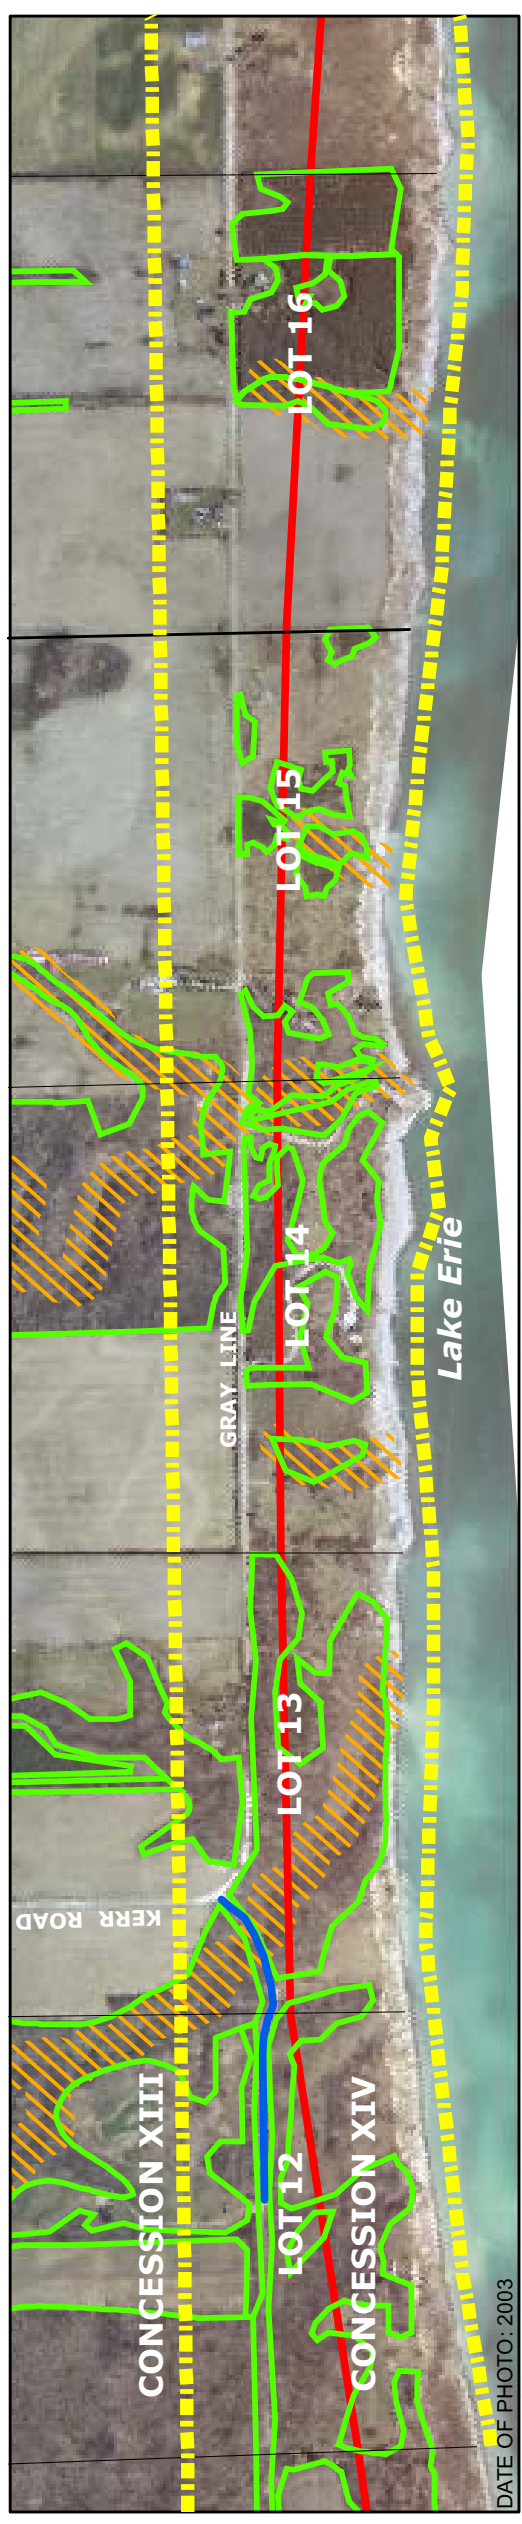 LOT 16
LOT 15
LOT 14
GRAY LINE
Lake Erie
LOT 13
KERR ROAD
LOT 12
CONCESSION XIII
CONCESSION XIV
DATE OF PHOTO: 2003